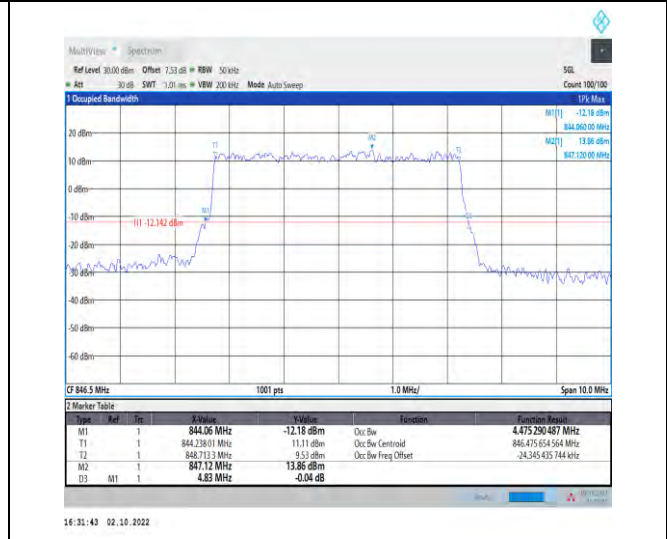 MultiView Spectrum
Ref Level 30.00 dBm Offset 7.53 dB RBW 50 kHz SGL
Att 30 dB SWT 1.01 ms VBW 200 kHz Mode Auto Sweep Count 100/100
1 Occupied Bandwidth 1Pk Max
M1[1] -12.18 dBm
844.060 00 MHz
M2[1] 13.86 dBm
847.120 00 MHz
20 dBm
M2
T1
T2
10 dBm
0 dBm
M1
-10 dBm
H1 -12.142 dBm
-20 dBm
-30 dBm
-40 dBm
-50 dBm
-60 dBm
CF 846.5 MHz 1001 pts 1.0 MHz/ Span 10.0 MHz
2 Marker Table
Type Ref Trc X-Value Y-Value Function Function Result
M1 1 844.06 MHz -12.18 dBm Occ Bw 4.475 290 487 MHz
T1 1 844.238 01 MHz 11.11 dBm Occ Bw Centroid 846.475 654 564 MHz
T2 1 848.713 3 MHz 9.53 dBm Occ Bw Freq Offset -24.345 435 744 kHz
M2 1 847.12 MHz 13.86 dBm
D3 M1 1 4.83 MHz -0.04 dB
16:31:43 02.10.2022